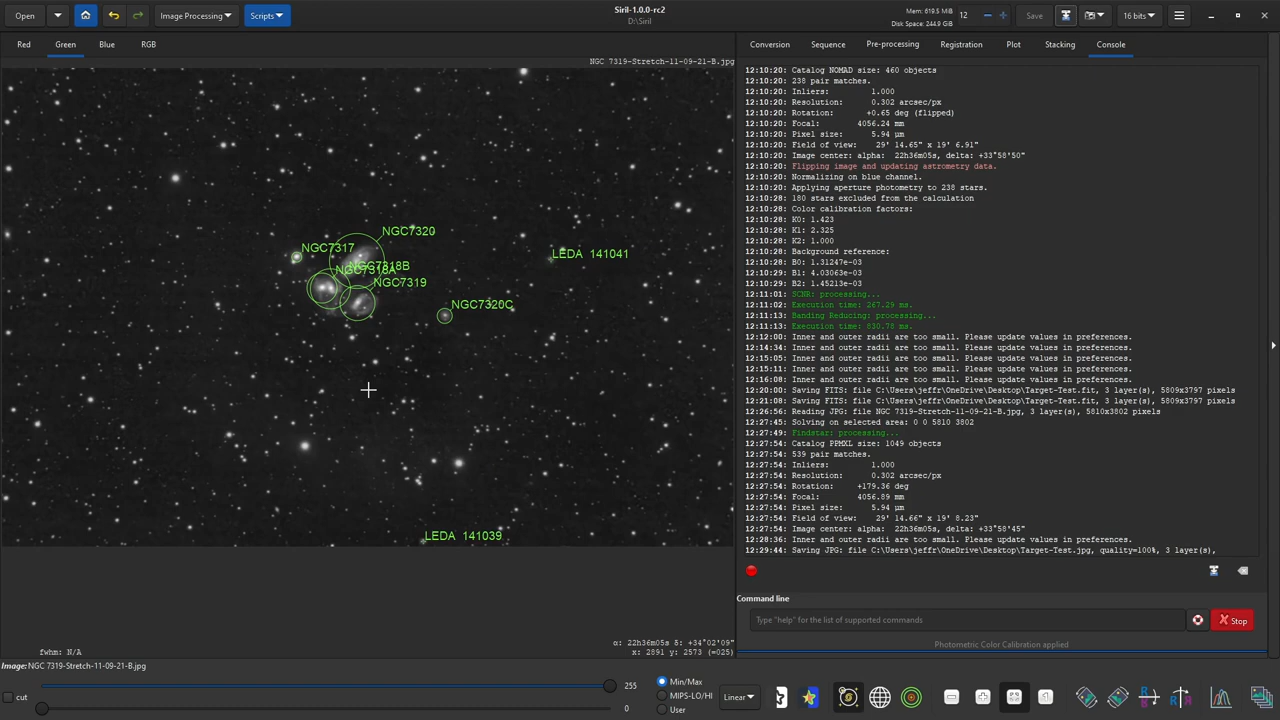 Open
Image Processing
Scripts
Siril-1.0.0-rc2
D:\Siril
Mem: 619.5 MiB
Disk Space: 244.9 GiB
12
Save
16 bits
Red
Green
Blue
RGB
NGC 7319-Stretch-11-09-21-B.jpg
NGC7320
NGC7317
NGC7318B
NGC7318A
NGC7319
NGC7320C
LEDA 141041
LEDA 141039
fwhm: N/A
α: 22h36m05s δ: +34°02'09"
x: 2891 y: 2573 (=025)
Conversion
Sequence
Pre-processing
Registration
Plot
Stacking
Console
12:10:20: Catalog NOMAD size: 460 objects
12:10:20: 238 pair matches.
12:10:20: Inliers: 1.000
12:10:20: Resolution: 0.302 arcsec/px
12:10:20: Rotation: +0.65 deg (flipped)
12:10:20: Focal: 4056.24 mm
12:10:20: Pixel size: 5.94 µm
12:10:20: Field of view: 29' 14.65" x 19' 6.91"
12:10:20: Image center: alpha: 22h36m05s, delta: +33°58'50"
12:10:20: Flipping image and updating astrometry data.
12:10:20: Normalizing on blue channel.
12:10:20: Applying aperture photometry to 238 stars.
12:10:28: 180 stars excluded from the calculation
12:10:28: Color calibration factors:
12:10:28: K0: 1.423
12:10:28: K1: 2.325
12:10:28: K2: 1.000
12:10:28: Background reference:
12:10:28: B0: 1.31247e-03
12:10:29: B1: 4.03063e-03
12:10:29: B2: 1.45213e-03
12:11:01: SCNR: processing...
12:11:02: Execution time: 267.29 ms.
12:11:13: Banding Reducing: processing...
12:11:13: Execution time: 830.78 ms.
12:12:00: Inner and outer radii are too small. Please update values in preferences.
12:14:34: Inner and outer radii are too small. Please update values in preferences.
12:15:05: Inner and outer radii are too small. Please update values in preferences.
12:15:11: Inner and outer radii are too small. Please update values in preferences.
12:16:08: Inner and outer radii are too small. Please update values in preferences.
12:20:00: Saving FITS: file C:\Users\jeffr\OneDrive\Desktop\Target-Test.fit, 3 layer(s), 5809x3797 pixels
12:21:08: Saving FITS: file C:\Users\jeffr\OneDrive\Desktop\Target-Test.fit, 3 layer(s), 5809x3797 pixels
12:26:56: Reading JPG: file NGC 7319-Stretch-11-09-21-B.jpg, 3 layer(s), 5810x3802 pixels
12:27:45: Solving on selected area: 0 0 5810 3802
12:27:49: Findstar: processing...
12:27:54: Catalog PPMXL size: 1049 objects
12:27:54: 539 pair matches.
12:27:54: Inliers: 1.000
12:27:54: Resolution: 0.302 arcsec/px
12:27:54: Rotation: +179.36 deg
12:27:54: Focal: 4056.89 mm
12:27:54: Pixel size: 5.94 µm
12:27:54: Field of view: 29' 14.66" x 19' 8.23"
12:27:54: Image center: alpha: 22h36m05s, delta: +33°58'45"
12:28:36: Inner and outer radii are too small. Please update values in preferences.
12:29:44: Saving JPG: file C:\Users\jeffr\OneDrive\Desktop\Target-Test.jpg, quality=100%, 3 layer(s),
Command line
Type "help" for the list of supported commands
Stop
Photometric Color Calibration applied
Image: NGC 7319-Stretch-11-09-21-B.jpg
cut
255
0
Min/Max
MIPS-LO/HI
User
Linear